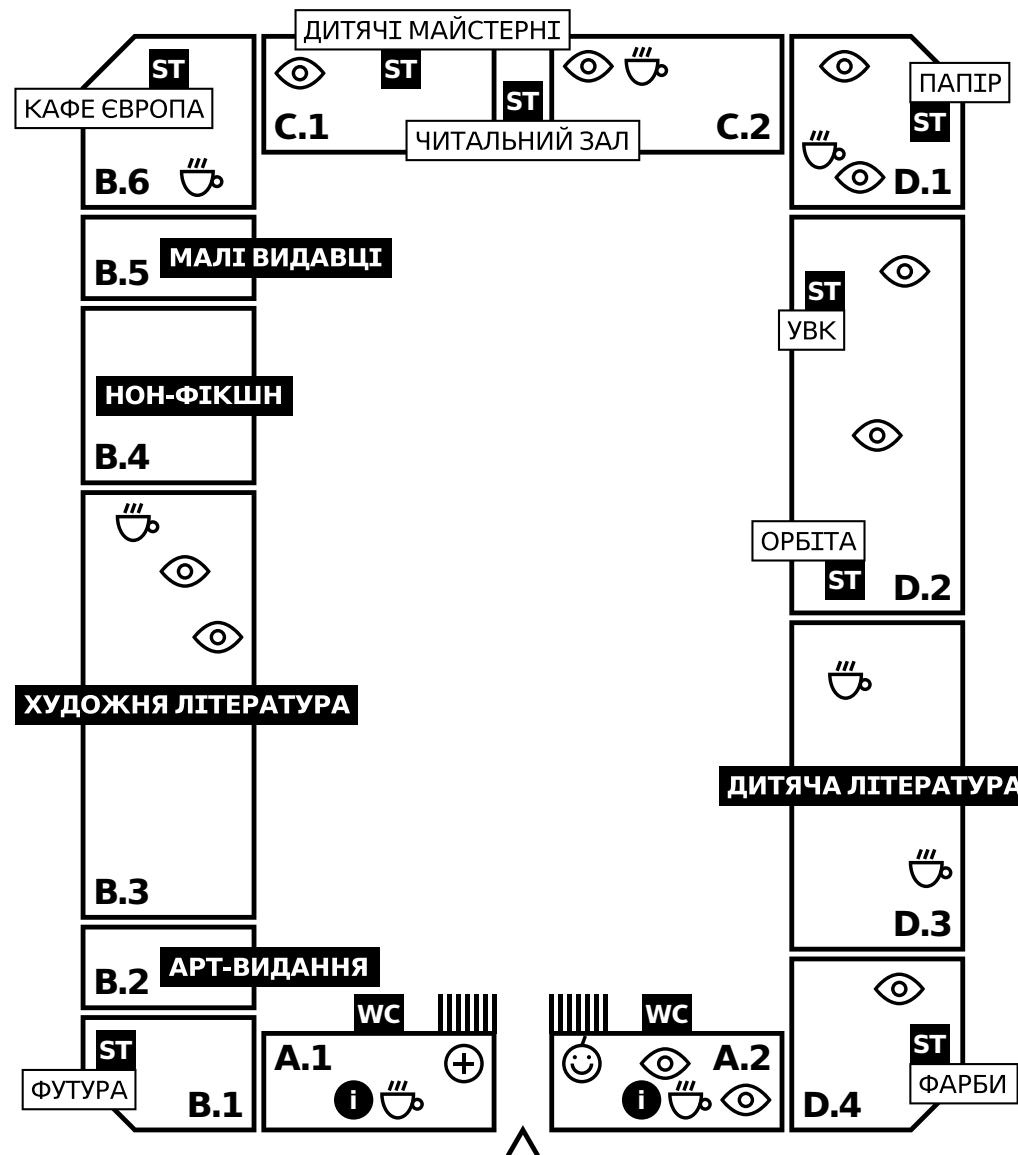 ДИТЯЧІ МАЙСТЕРНІ
ST
ST
КАФЕ ЄВРОПА
B.6
C.1
ST
ЧИТАЛЬНИЙ ЗАЛ
C.2
ПАПІР
ST
D.1
B.5
МАЛІ ВИДАВЦІ
ST
УВК
НОН-ФІКШН
B.4
ОРБІТА
ST
D.2
ХУДОЖНЯ ЛІТЕРАТУРА
ДИТЯЧА ЛІТЕРАТУРА
B.3
D.3
B.2
АРТ-ВИДАННЯ
WC
WC
ST
ФУТУРА
B.1
A.1
i
A.2
i
ST
ФАРБИ
D.4